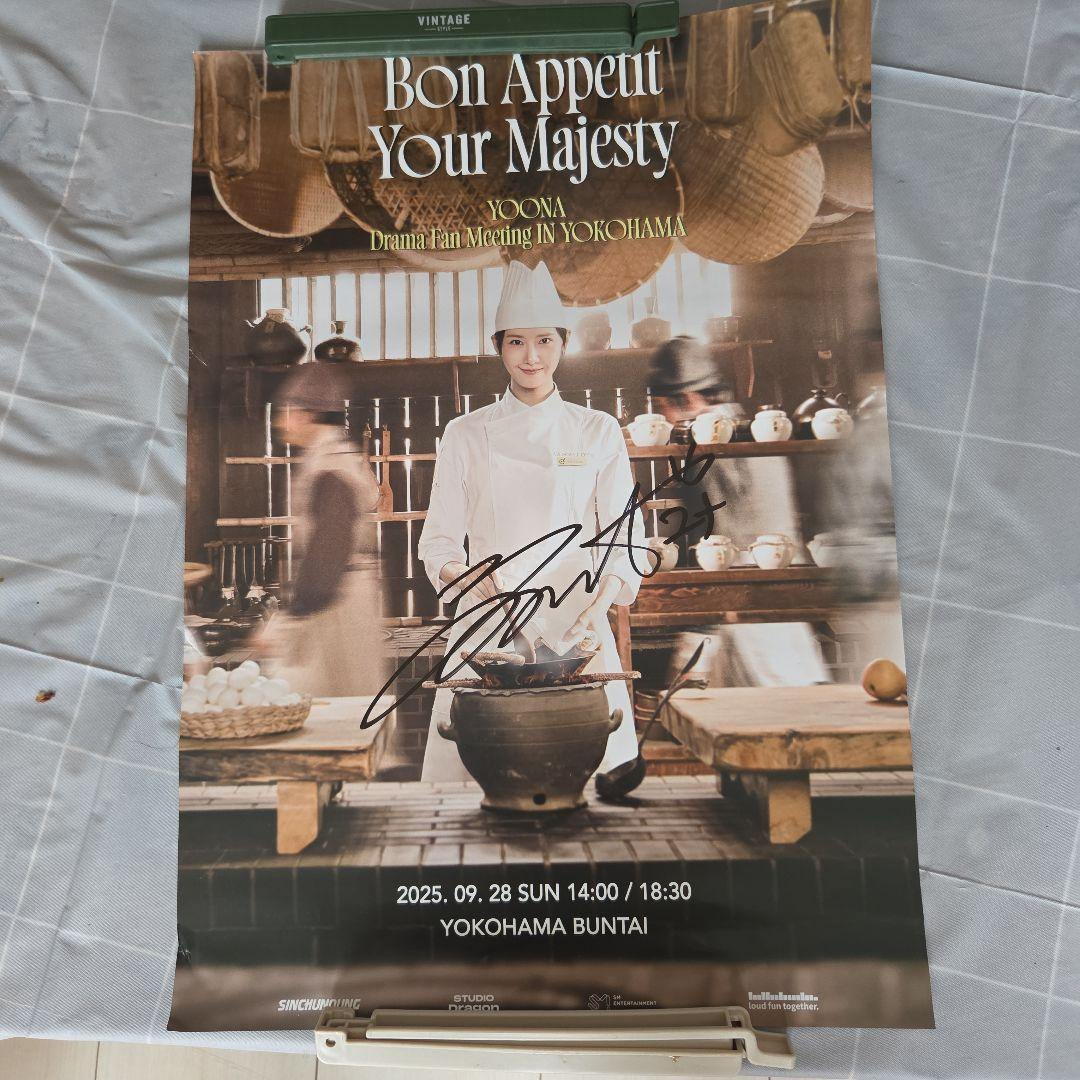 VINTAGE
STYLE
Bon Appetit
Your Majesty
YOONA
Drama Fan Meeting IN YOKOHAMA
2025. 09. 28 SUN 14:00 / 18:30
YOKOHAMA BUNTAI
STUDIO
Dragon
SM
ENTERTAINMENT
loud fun together.